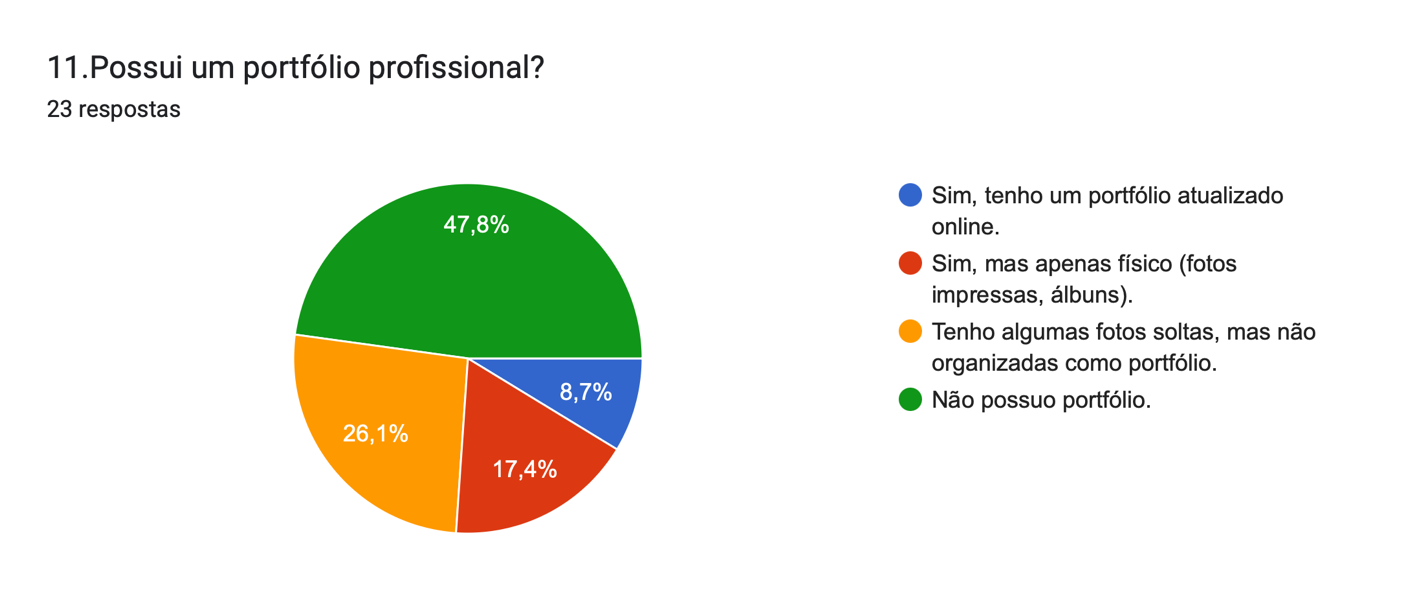 11.Possui um portfólio profissional?
23 respostas
47,8%
8,7%
26,1%
17,4%
Sim, tenho um portfólio atualizado
online.
Sim, mas apenas físico (fotos
impressas, álbuns).
Tenho algumas fotos soltas, mas não
organizadas como portfólio.
Não possuo portfólio.